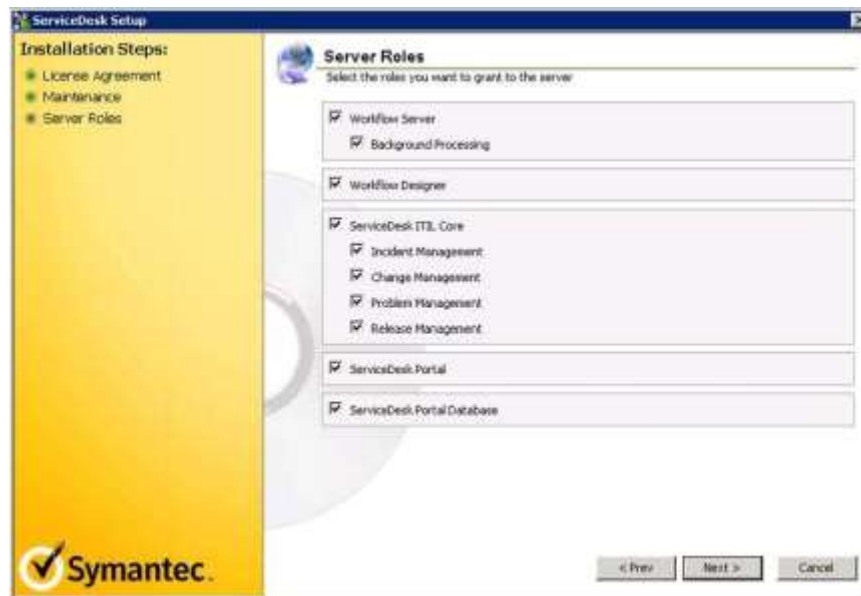 ServiceDesk Setup
Installation Steps:
License Agreement
Maintenance
Server Roles
Server Roles
Select the roles you want to grant to the server
Workflow Server
Background Processing
Workflow Designer
ServiceDesk ITIL Core
Incident Management
Change Management
Problem Management
Release Management
ServiceDesk Portal
ServiceDesk Portal Database
Symantec.
< Prev
Next >
Cancel